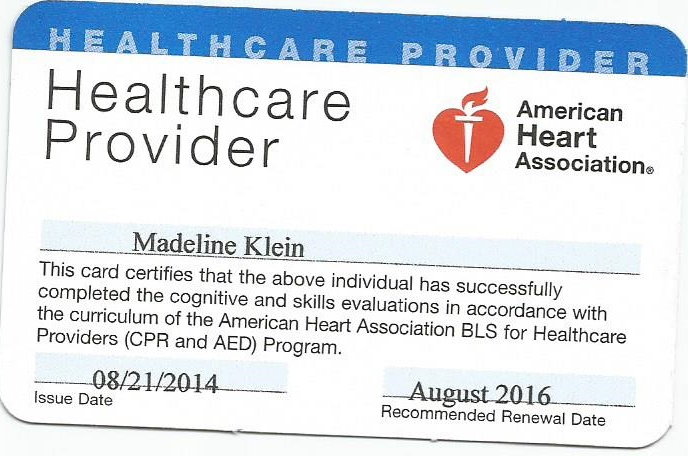 HEALTHCARE PROVIDER
Healthcare
Provider
American
Heart
Association®
Madeline Klein
This card certifies that the above individual has successfully
completed the cognitive and skills evaluations in accordance with
the curriculum of the American Heart Association BLS for Healthcare
Providers (CPR and AED) Program.
08/21/2014
Issue Date
August 2016
Recommended Renewal Date